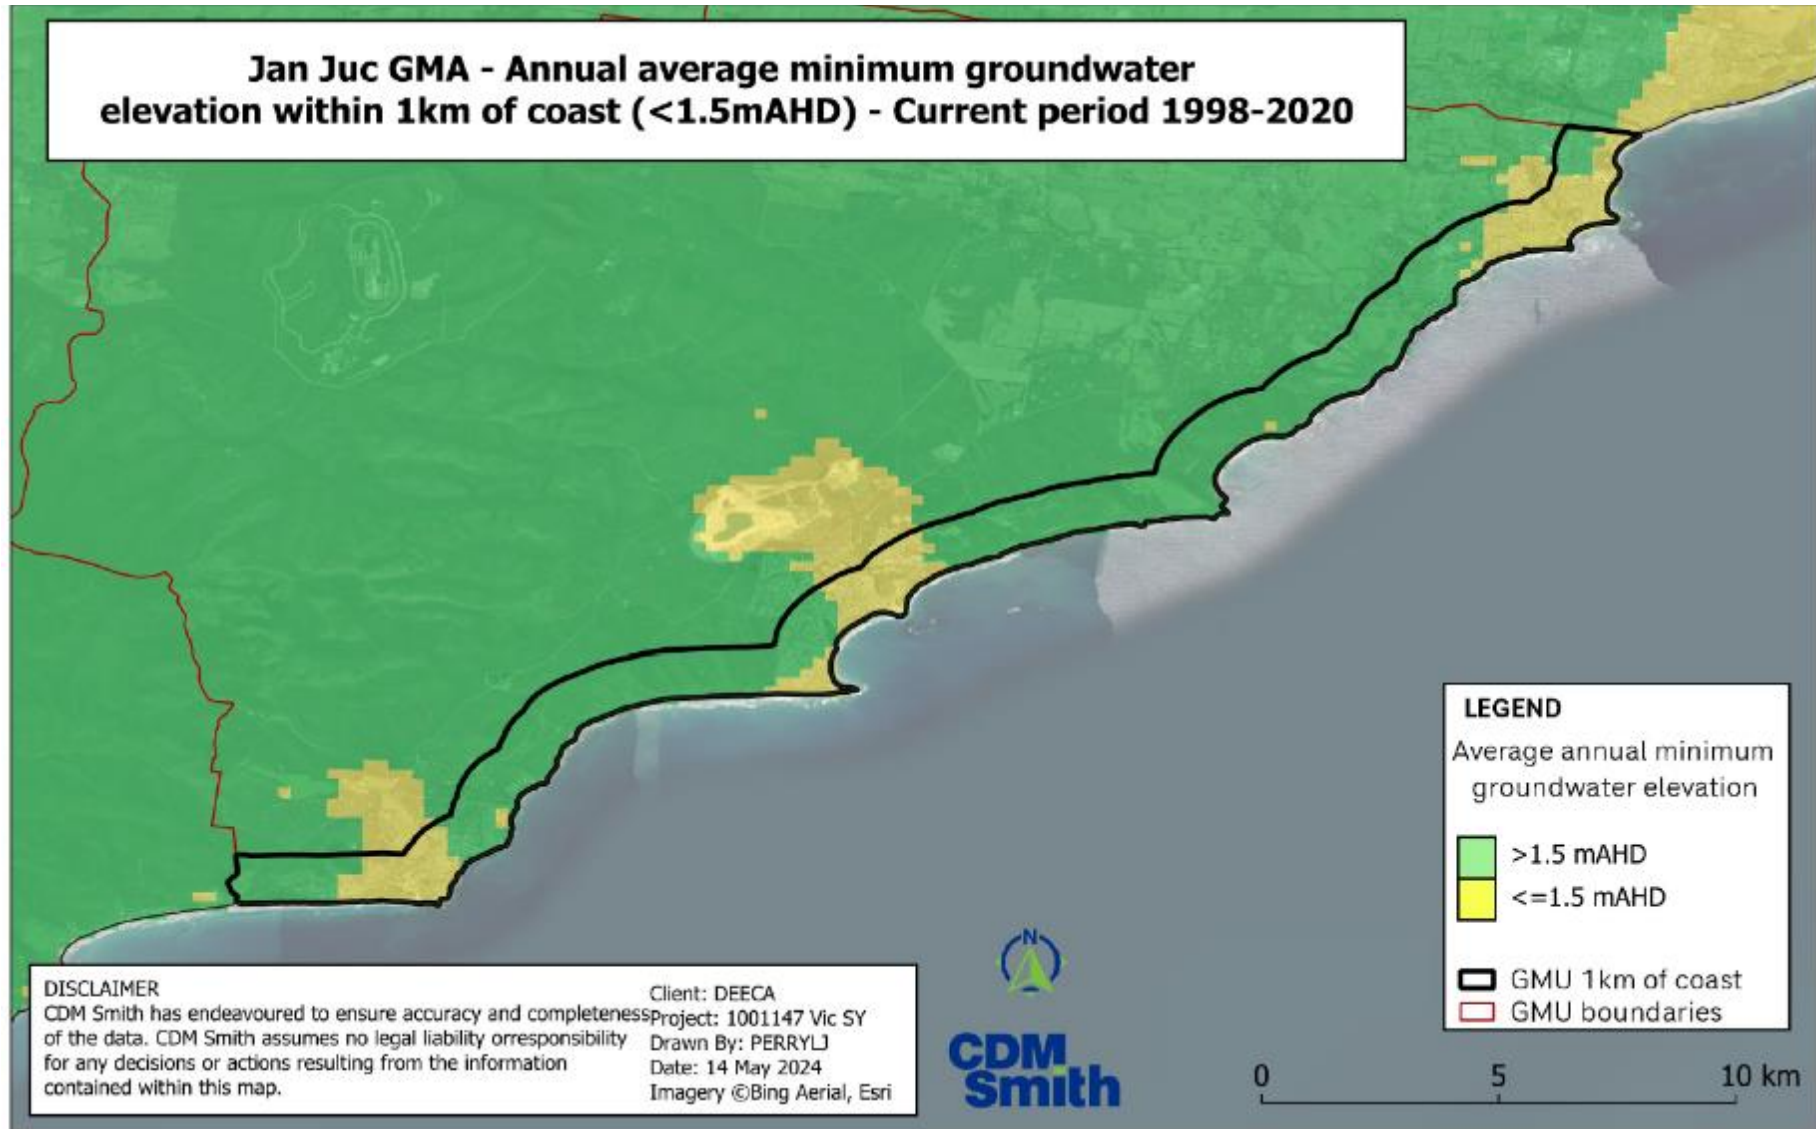 Jan Juc GMA - Annual average minimum groundwater
elevation within 1km of coast (<1.5mAHD) - Current period 1998-2020
LEGEND
Average annual minimum
groundwater elevation
>1.5 mAHD
<=1.5 mAHD
GMU 1km of coast
GMU boundaries
DISCLAIMER
CDM Smith has endeavoured to ensure accuracy and completeness
of the data. CDM Smith assumes no legal liability orresponsibility
for any decisions or actions resulting from the information
contained within this map.
Client: DEECA
Project: 1001147 Vic SY
Drawn By: PERRYLJ
Date: 14 May 2024
Imagery ©Bing Aerial, Esri
N
CDM
Smith
0 5 10 km